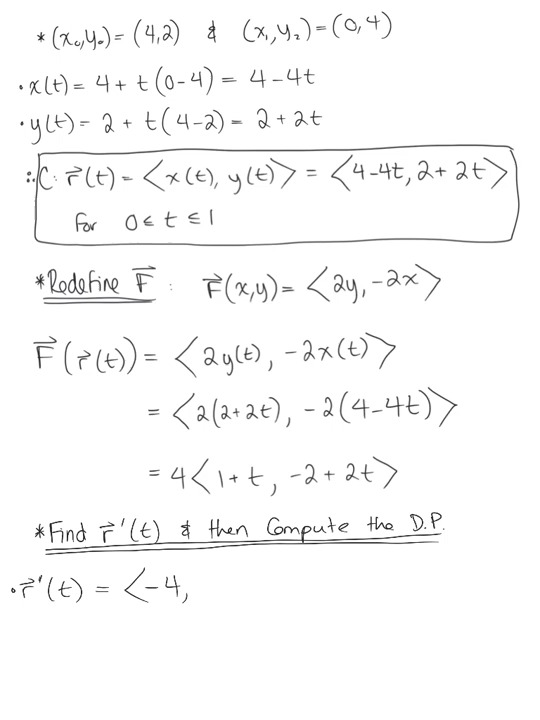 * (x₀,y₀) = (4,2) & (x₁,y₂) = (0,4)
• x(t) = 4 + t(0-4) = 4 - 4t
• y(t) = 2 + t(4-2) = 2 + 2t
∴ C: r⃗(t) = ⟨x(t), y(t)⟩ = ⟨4-4t, 2+2t⟩
for 0 ≤ t ≤ 1
* Redefine F⃗ : F⃗(x,y) = ⟨2y, -2x⟩
F⃗(r⃗(t)) = ⟨2y(t), -2x(t)⟩
= ⟨2(2+2t), -2(4-4t)⟩
= 4⟨1+t, -2+2t⟩
* Find r⃗'(t) & then Compute the D.P.
• r⃗'(t) = ⟨-4,